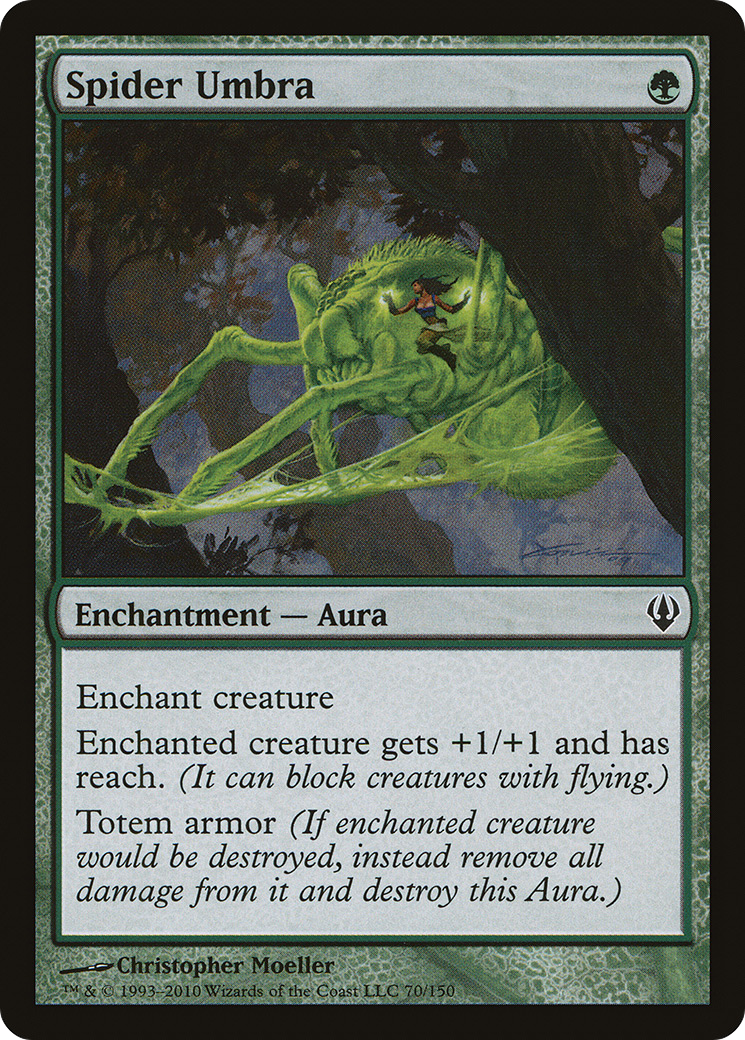 Spider Umbra
Enchantment — Aura
Enchant creature
Enchanted creature gets +1/+1 and has
reach. (It can block creatures with flying.)
Totem armor (If enchanted creature
would be destroyed, instead remove all
damage from it and destroy this Aura.)
Christopher Moeller
™ & © 1993–2010 Wizards of the Coast LLC 70/150